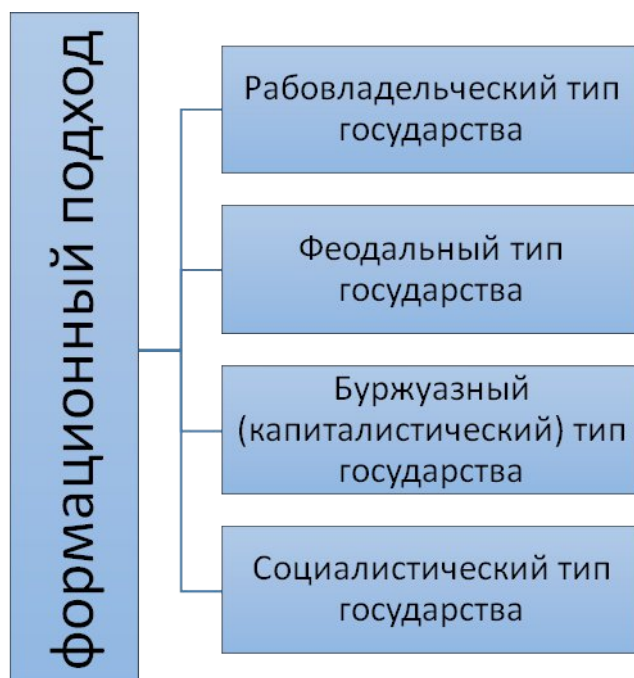 формационный подход
Рабовладельческий тип
государства
Феодальный тип
государства
Буржуазный
(капиталистический) тип
государства
Социалистический тип
государства